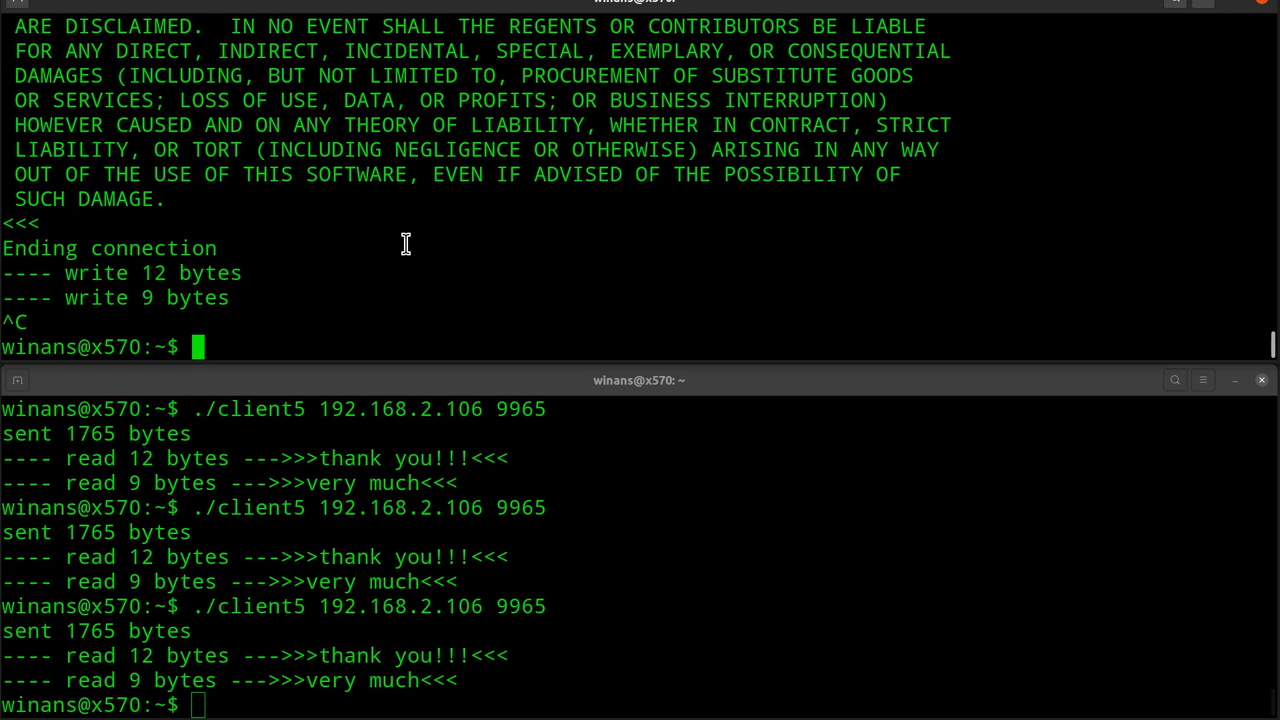 winans@x570:
ARE DISCLAIMED.  IN NO EVENT SHALL THE REGENTS OR CONTRIBUTORS BE LIABLE
FOR ANY DIRECT, INDIRECT, INCIDENTAL, SPECIAL, EXEMPLARY, OR CONSEQUENTIAL
DAMAGES (INCLUDING, BUT NOT LIMITED TO, PROCUREMENT OF SUBSTITUTE GOODS
OR SERVICES; LOSS OF USE, DATA, OR PROFITS; OR BUSINESS INTERRUPTION)
HOWEVER CAUSED AND ON ANY THEORY OF LIABILITY, WHETHER IN CONTRACT, STRICT
LIABILITY, OR TORT (INCLUDING NEGLIGENCE OR OTHERWISE) ARISING IN ANY WAY
OUT OF THE USE OF THIS SOFTWARE, EVEN IF ADVISED OF THE POSSIBILITY OF
SUCH DAMAGE.
<<<
Ending connection
---- write 12 bytes
---- write 9 bytes
^C
winans@x570:~$
winans@x570: ~
winans@x570:~$ ./client5 192.168.2.106 9965
sent 1765 bytes
---- read 12 bytes --->>>thank you!!!<<<
---- read 9 bytes --->>>very much<<<
winans@x570:~$ ./client5 192.168.2.106 9965
sent 1765 bytes
---- read 12 bytes --->>>thank you!!!<<<
---- read 9 bytes --->>>very much<<<
winans@x570:~$ ./client5 192.168.2.106 9965
sent 1765 bytes
---- read 12 bytes --->>>thank you!!!<<<
---- read 9 bytes --->>>very much<<<
winans@x570:~$